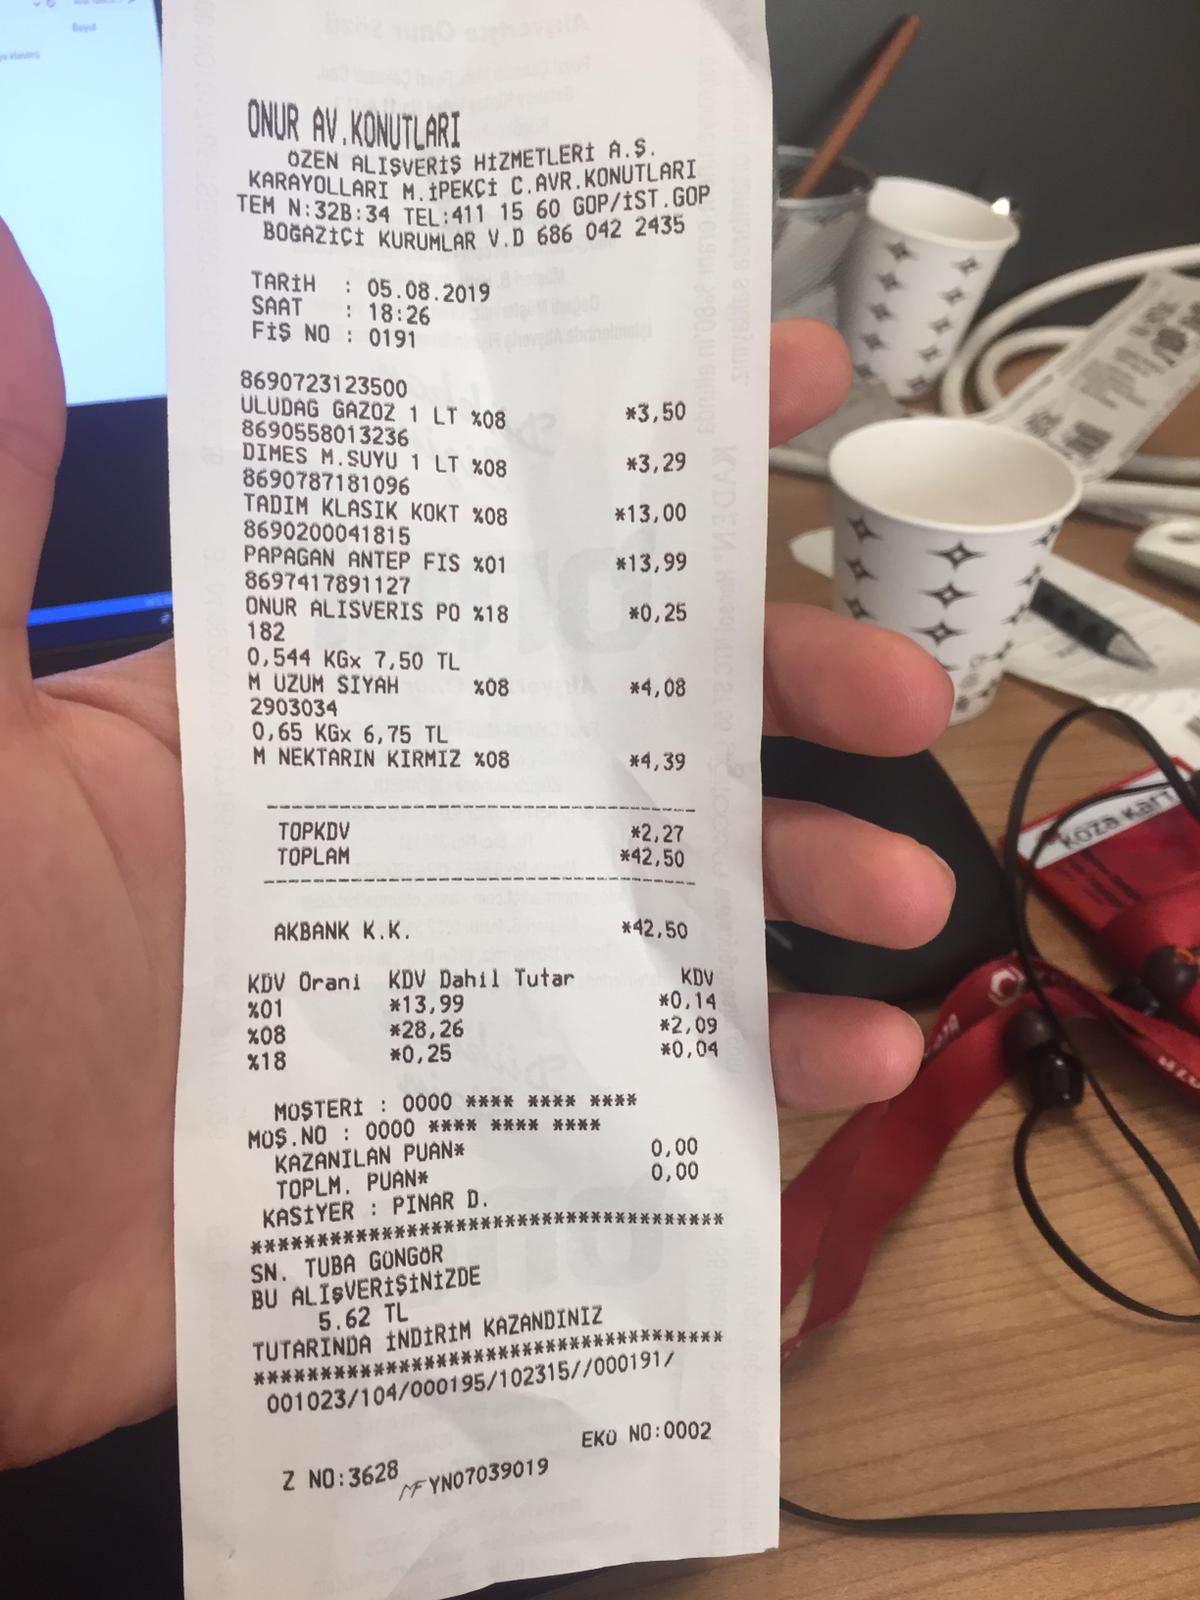 Boyut
ONUR AV.KONUTLARI
ÖZEN ALIŞVERİŞ HİZMETLERİ A.Ş.
KARAYOLLARI M.İPEKÇİ C.AVR.KONUTLARI
TEM N:32B:34 TEL:411 15 60 GOP/İST.GOP
BOĞAZİÇİ KURUMLAR V.D 686 042 2435
TARİH : 05.08.2019
SAAT : 18:26
FİŞ NO : 0191
8690723123500
ULUDAG GAZOZ 1 LT %08 *3,50
8690558013236
DIMES M.SUYU 1 LT %08 *3,29
8690787181096
TADIM KLASIK KOKT %08 *13,00
8690200041815
PAPAGAN ANTEP FIS %01 *13,99
8697417891127
ONUR ALISVERIS PO %18 *0,25
182
0,544 KGx 7,50 TL
M UZUM SIYAH %08 *4,08
2903034
0,65 KGx 6,75 TL
M NEKTARIN KIRMIZ %08 *4,39
TOPKDV *2,27
TOPLAM *42,50
AKBANK K.K. *42,50
KDV Orani KDV Dahil Tutar KDV
%01 *13,99 *0,14
%08 *28,26 *2,09
%18 *0,25 *0,04
MÜŞTERİ : 0000 **** **** ****
MÜŞ.NO : 0000 **** **** ****
KAZANILAN PUAN* 0,00
TOPLM. PUAN* 0,00
KASİYER : PINAR D.
*************************************
SN. TUBA GÜNGÖR
BU ALIŞVERİŞİNİZDE
5.62 TL
TUTARINDA İNDİRİM KAZANDINIZ
*************************************
001023/104/000195/102315//000191/
EKÜ NO:0002
Z NO:3628 MF YN07039019
koza kart